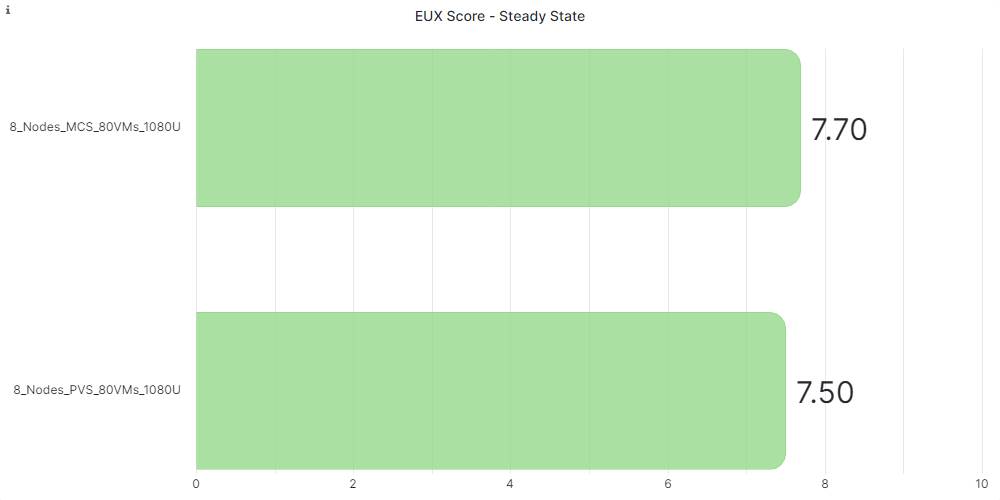 i
EUX Score - Steady State
8_Nodes_MCS_80VMs_1080U
7.70
8_Nodes_PVS_80VMs_1080U
7.50
0 2 4 6 8 10